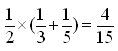 1/2 × (1/3 + 1/5) = 4/15